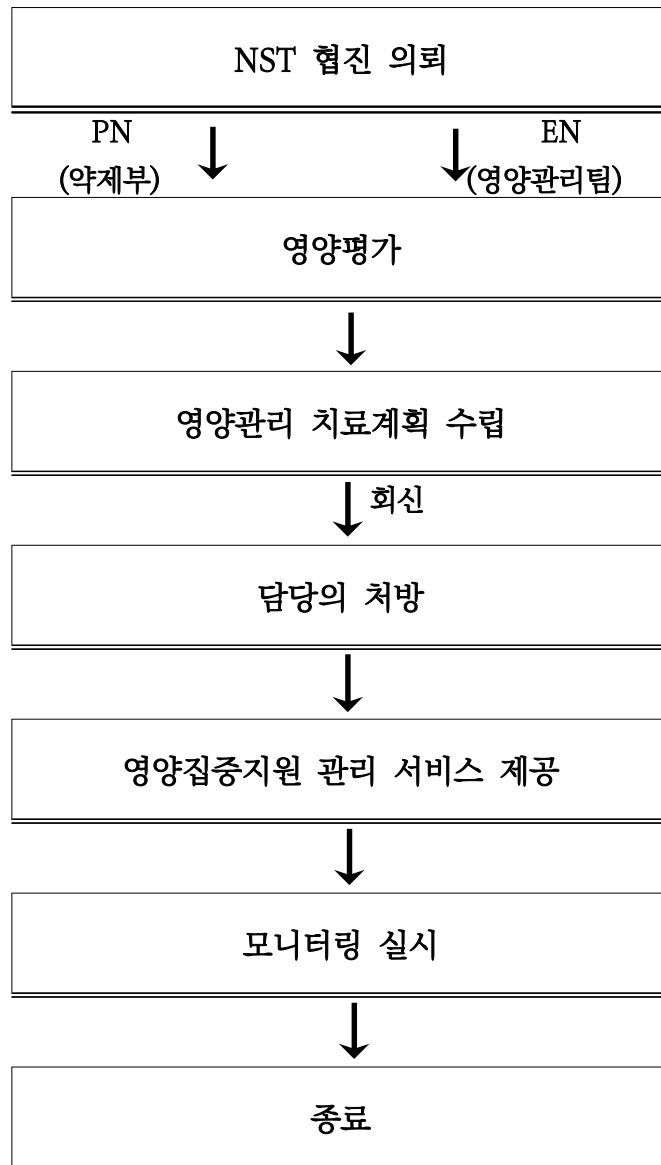 NST 협진 의뢰
PN
EN
(약제부)
(영양관리팀)
영양평가
영양관리 치료계획 수립
회신
담당의 처방
영양집중지원 관리 서비스 제공
모니터링 실시
종료